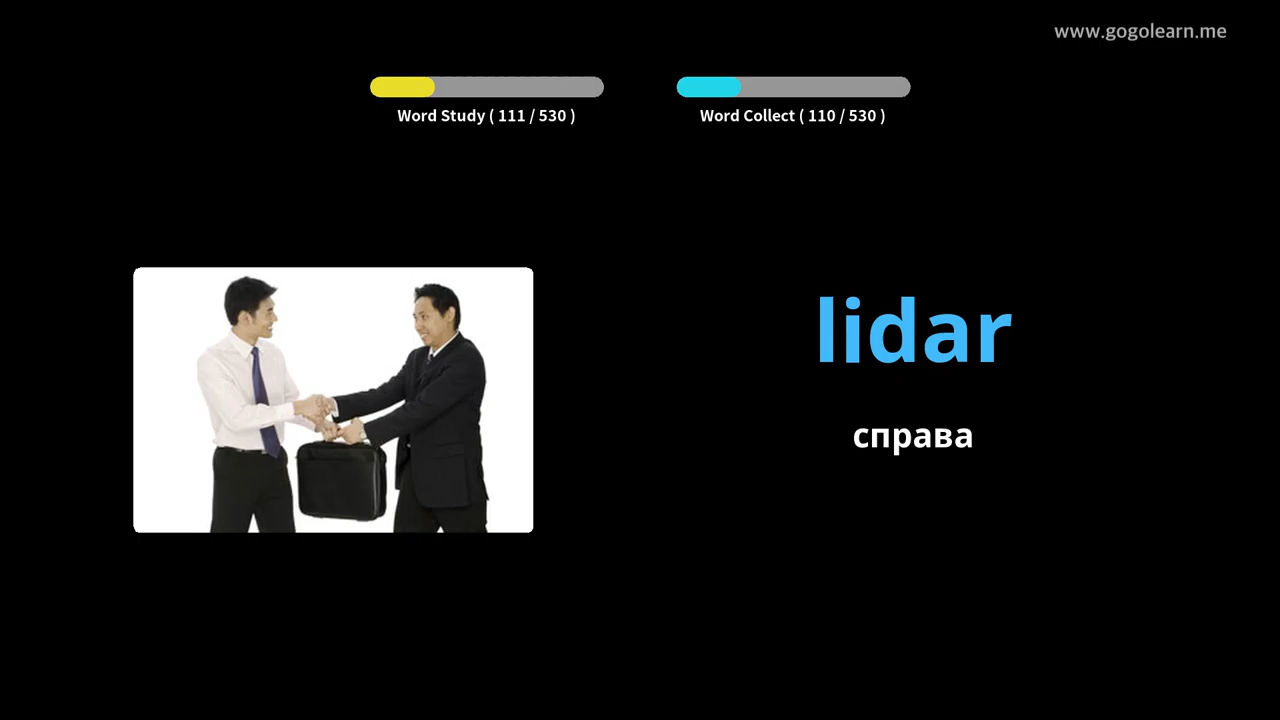 www.gogolearn.me
Word Study ( 111 / 530 )
Word Collect ( 110 / 530 )
lidar
справа